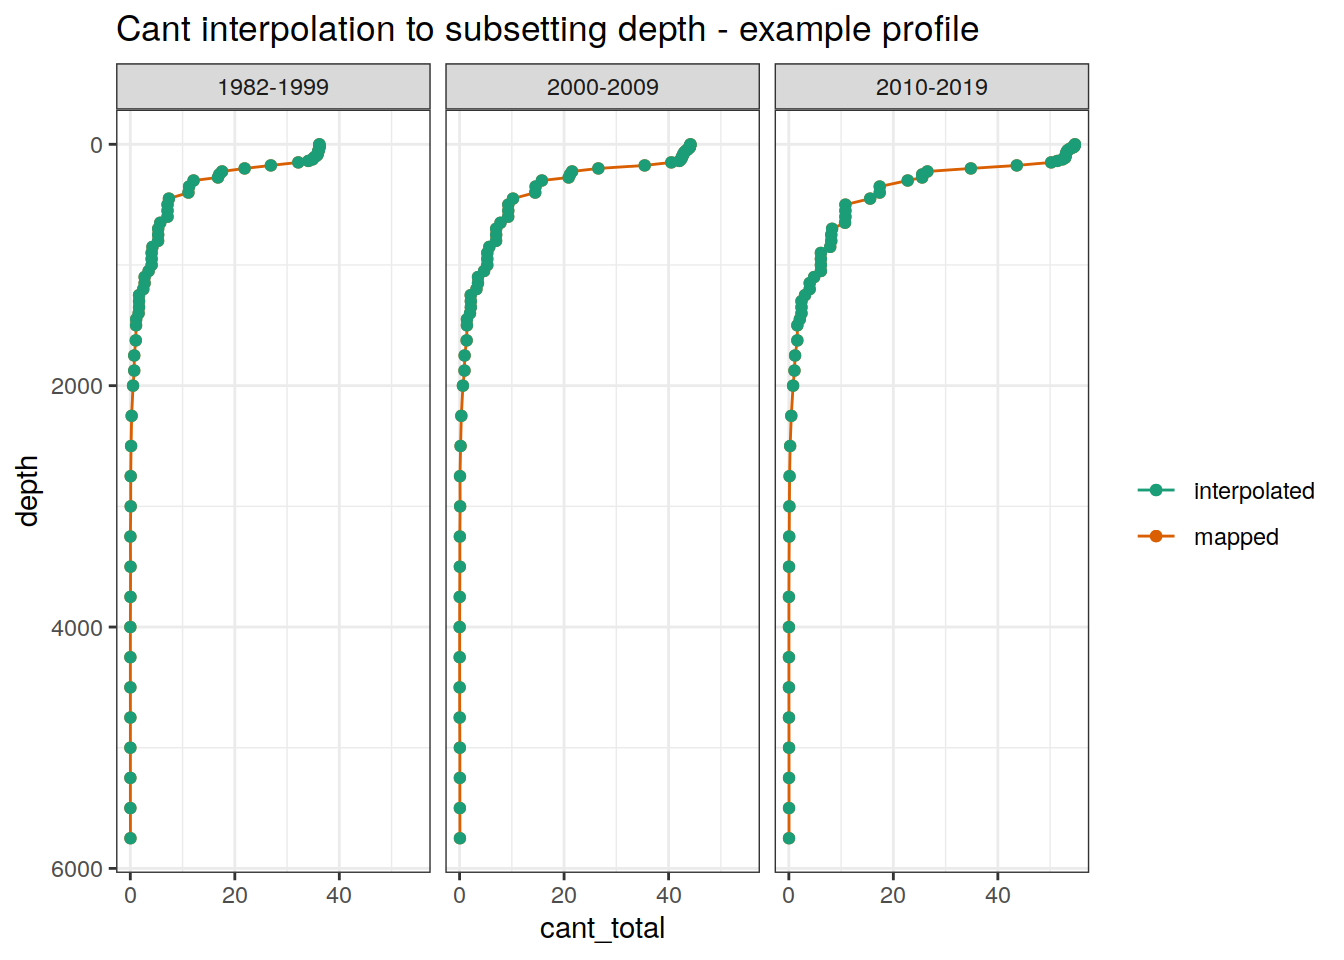 Cant interpolation to subsetting depth - example profile
1982-1999 2000-2009 2010-2019
0
2000
4000
6000
depth
0 20 40 0 20 40 0 20 40
cant_total
interpolated
mapped